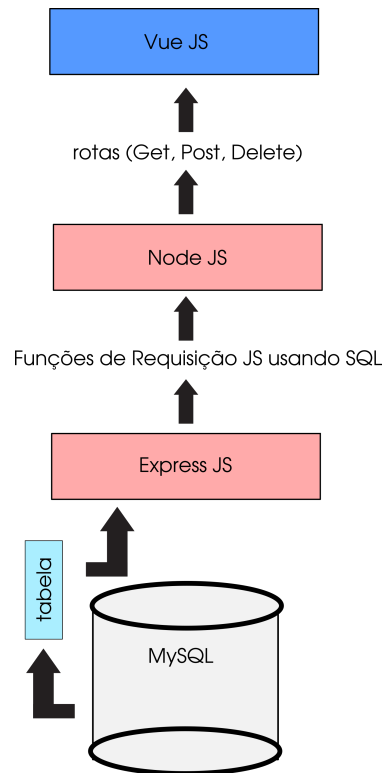 Vue JS
rotas (Get, Post, Delete)
Node JS
Funções de Requisição JS usando SQL
Express JS
tabela
MySQL